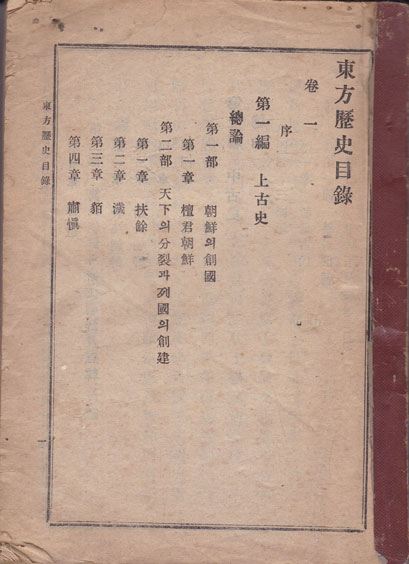 東方歷史目錄
卷一
序
第一編 上古史
總論
第一部 朝鮮의創國
第一章 檀君朝鮮
第二部 天下의分裂과列國의創建
第一章 扶餘
第二章 濊
第三章 貊
第四章 肅愼
東方歷史目錄
一